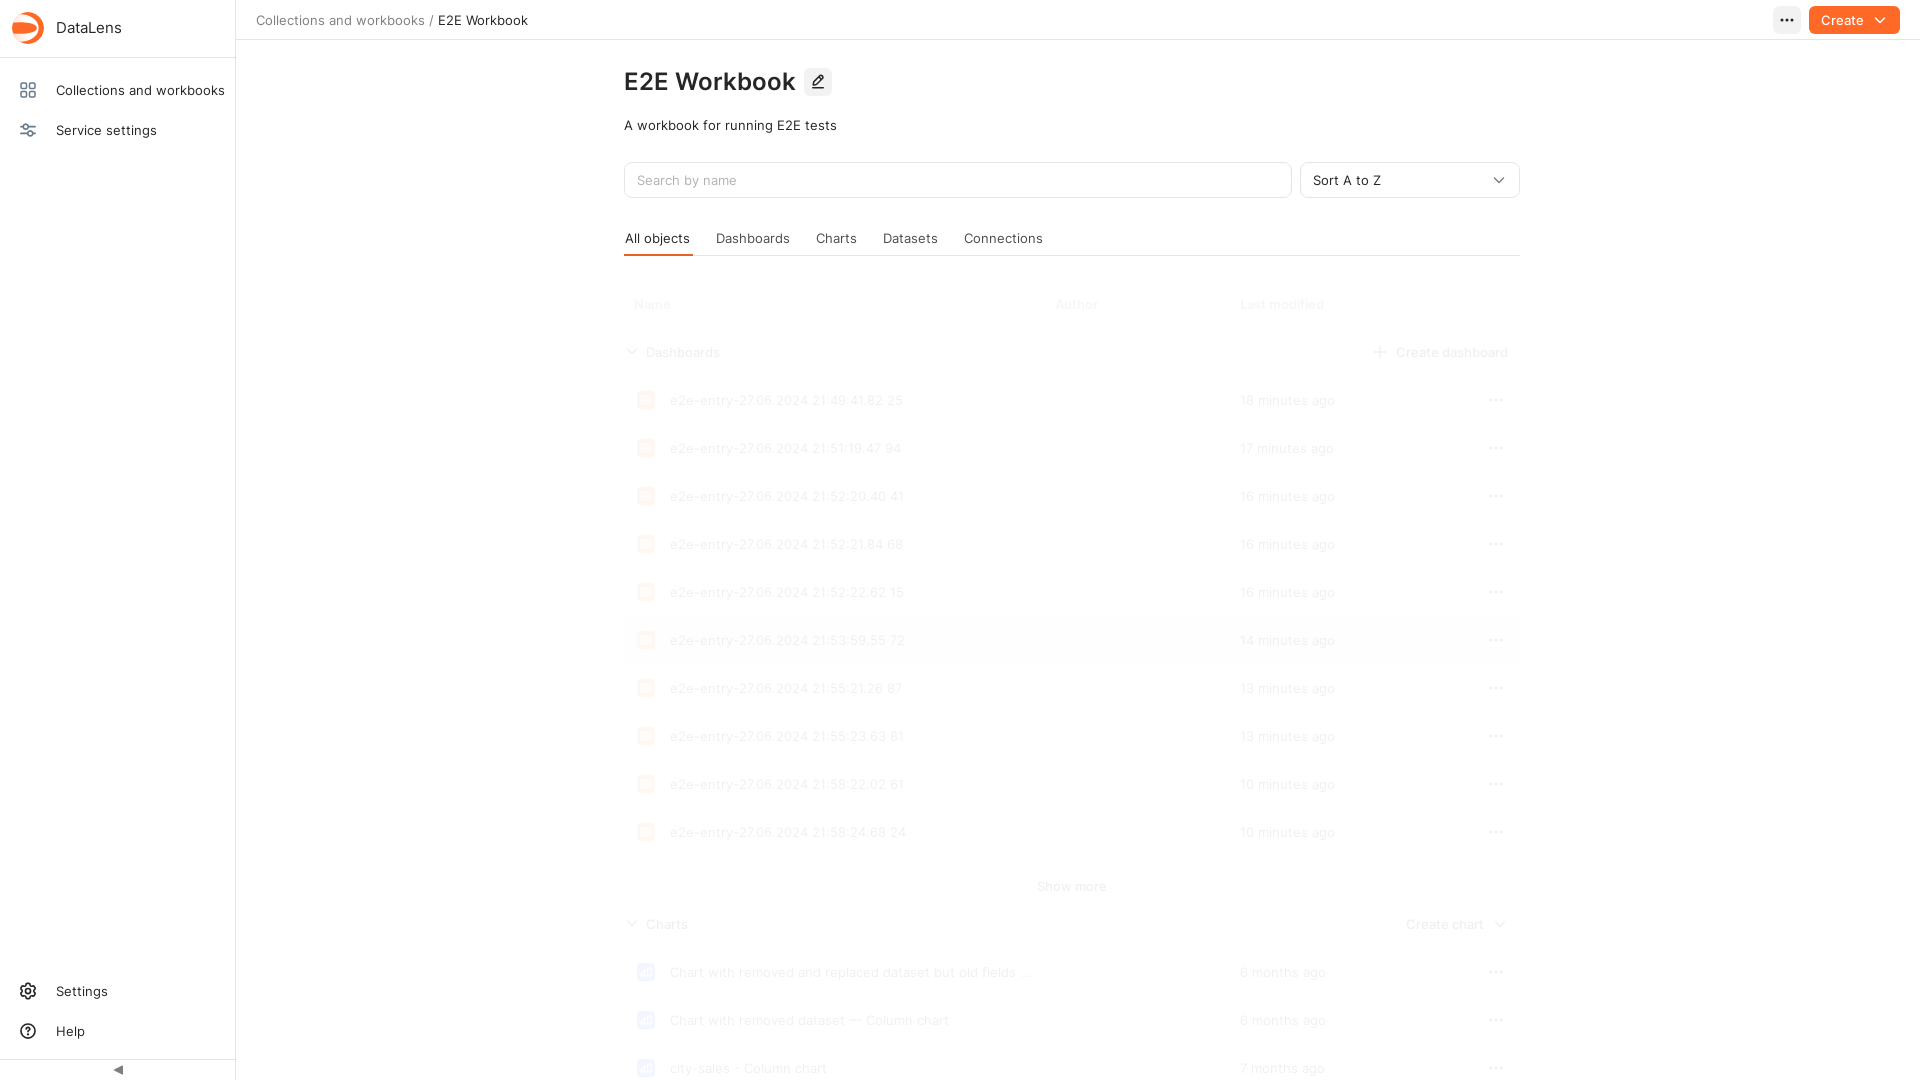 DataLens
Collections and workbooks / E2E Workbook
Create
Collections and workbooks
Service settings
E2E Workbook
A workbook for running E2E tests
Search by name
Sort A to Z
All objects Dashboards Charts Datasets Connections
Name Author Last modified
Dashboards Create dashboard
e2e-entry-27.06.2024 21:49:41.82 25 18 minutes ago
e2e-entry-27.06.2024 21:51:19.47 94 17 minutes ago
e2e-entry-27.06.2024 21:52:20.40 41 16 minutes ago
e2e-entry-27.06.2024 21:52:21.84 68 16 minutes ago
e2e-entry-27.06.2024 21:52:22.62 15 16 minutes ago
e2e-entry-27.06.2024 21:53:59.55 72 14 minutes ago
e2e-entry-27.06.2024 21:55:21.26 87 13 minutes ago
e2e-entry-27.06.2024 21:55:23.63 81 13 minutes ago
e2e-entry-27.06.2024 21:58:22.02 61 10 minutes ago
e2e-entry-27.06.2024 21:58:24.68 24 10 minutes ago
Show more
Charts Create chart
Chart with removed and replaced dataset but old fields ... 6 months ago
Chart with removed dataset — Column chart 6 months ago
city-sales - Column chart 7 months ago
Settings
Help